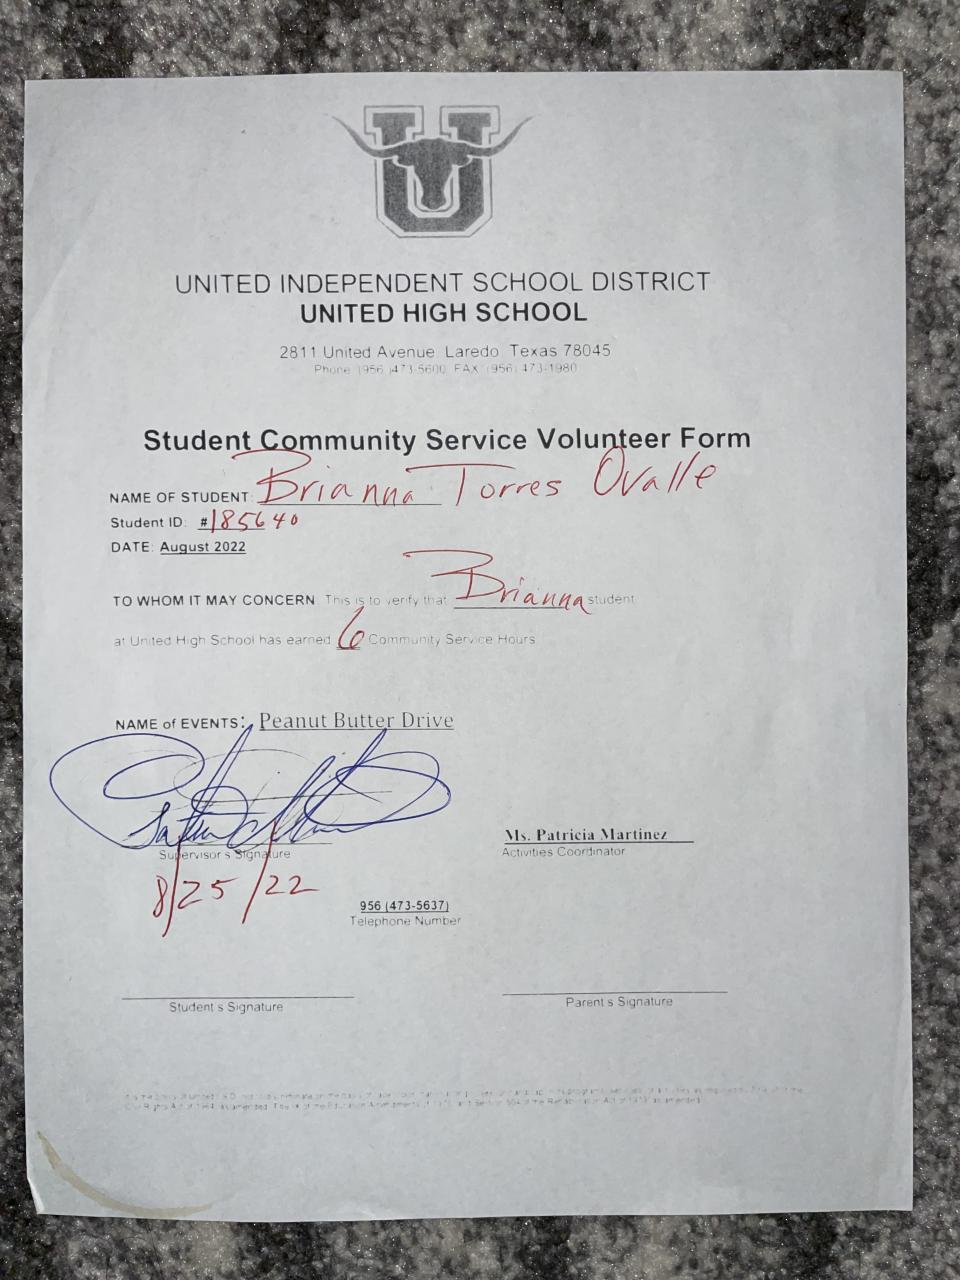 U
UNITED INDEPENDENT SCHOOL DISTRICT
UNITED HIGH SCHOOL
2811 United Avenue Laredo, Texas 78045
Phone (956) 473-5600 FAX (956) 473-1980
Student Community Service Volunteer Form
NAME OF STUDENT: Brianna Torres Ovalle
Student ID: #185640
DATE: August 2022
TO WHOM IT MAY CONCERN: This is to verify that Brianna student
at United High School has earned 6 Community Service Hours
NAME of EVENTS: Peanut Butter Drive
Ms. Patricia Martinez
Supervisor's Signature
Activities Coordinator
8/25/22
956 (473-5637)
Telephone Number
Student's Signature
Parent's Signature